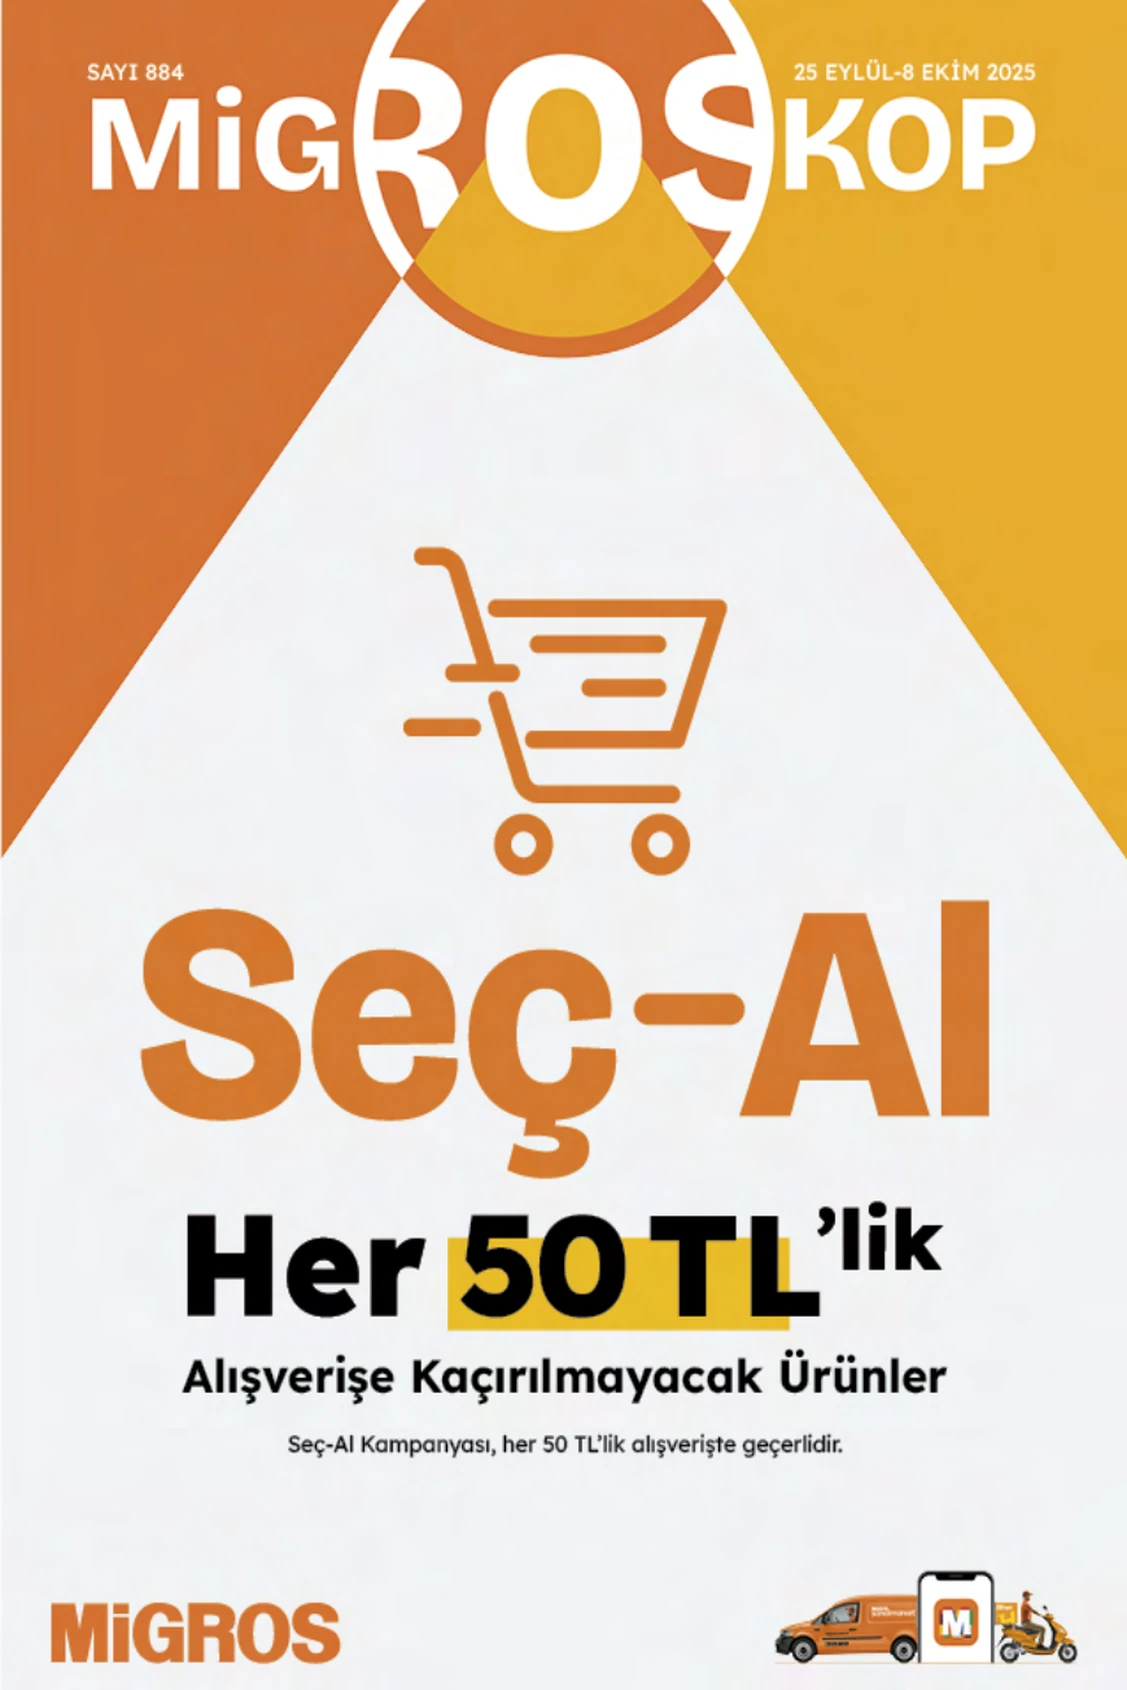 SAYI 884
25 EYLÜL-8 EKİM 2025
MiGROSKOP
Seç-Al
Her 50 TL'lik
Alışverişe Kaçırılmayacak Ürünler
Seç-Al Kampanyası, her 50 TL'lik alışverişte geçerlidir.
MiGROS
M